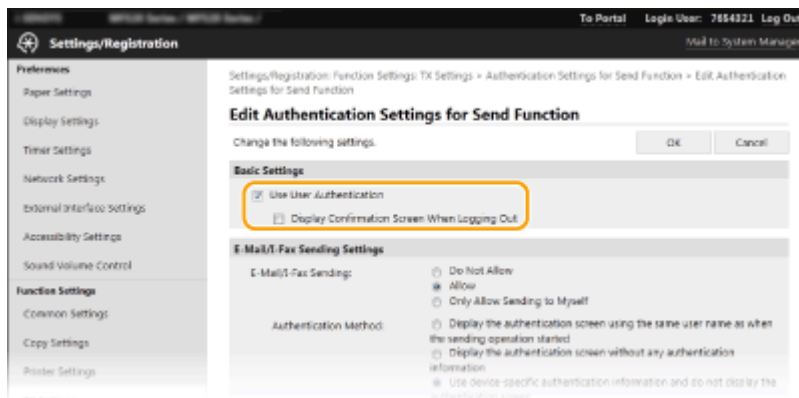 To Portal Login User: 7654321 Log Out
Settings/Registration
Mail to System Manager
Preferences
Paper Settings
Display Settings
Timer Settings
Network Settings
External Interface Settings
Accessibility Settings
Sound Volume Control
Function Settings
Common Settings
Copy Settings
Printer Settings
Settings/Registration: Function Settings: TX Settings > Authentication Settings for Send Function > Edit Authentication
Settings for Send Function
Edit Authentication Settings for Send Function
Change the following settings.
OK
Cancel
Basic Settings
Use User Authentication
Display Confirmation Screen When Logging Out
E-Mail/I-Fax Sending Settings
E-Mail/I-Fax Sending:
Do Not Allow
Allow
Only Allow Sending to Myself
Authentication Method:
Display the authentication screen using the same user name as when
the sending operation started
Display the authentication screen without any authentication
information
Use device-specific authentication information and do not display the
authentication screen